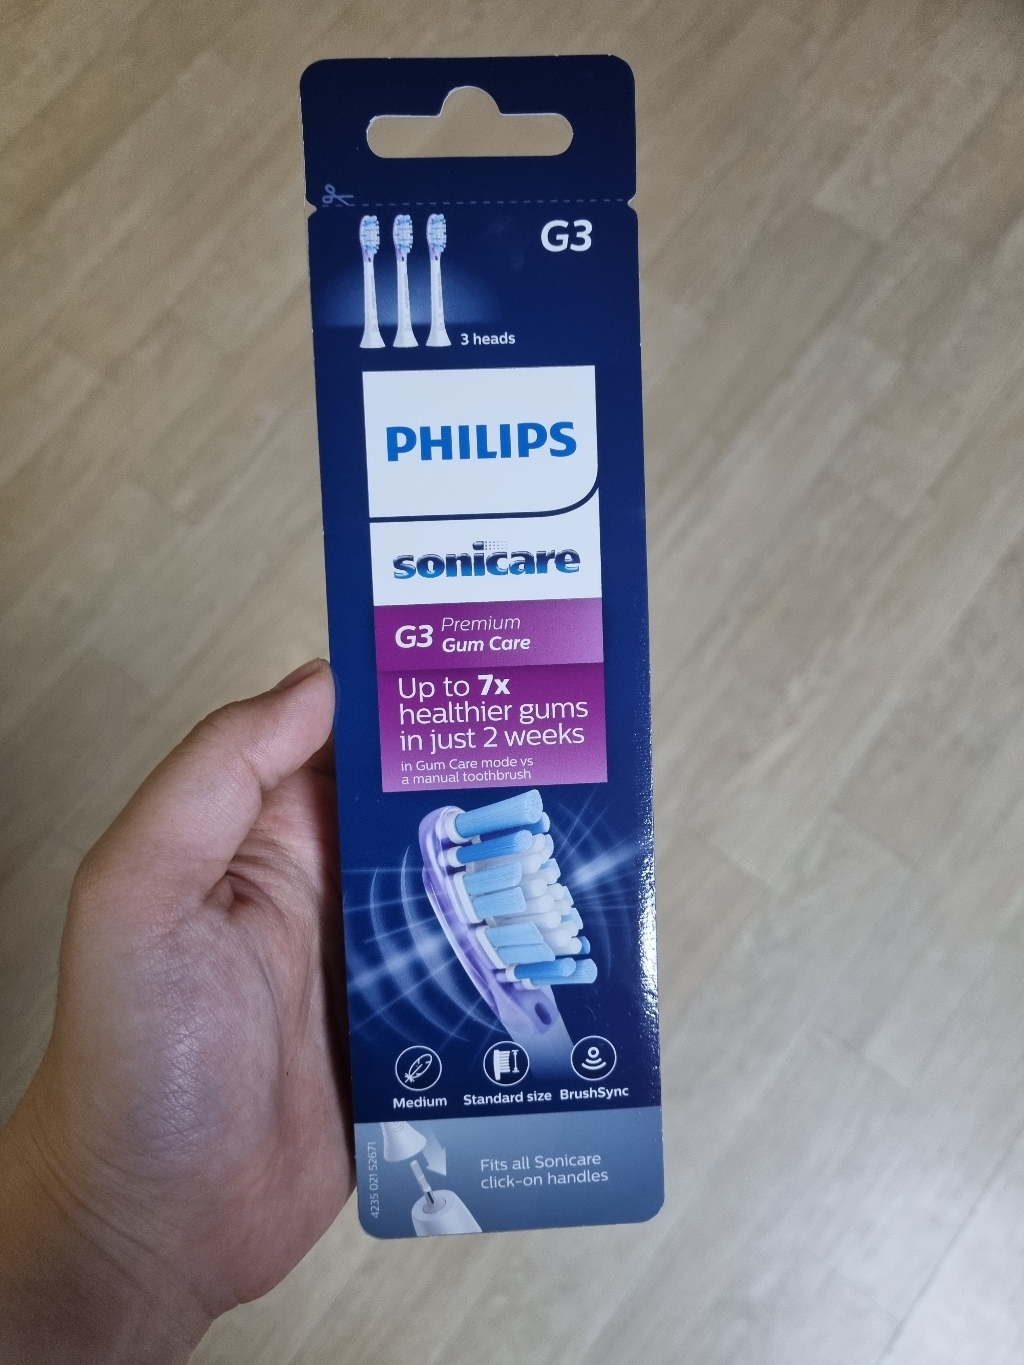 G3
3 heads
PHILIPS
sonicare
G3 Premium
Gum Care
Up to 7x
healthier gums
in just 2 weeks
in Gum Care mode vs
a manual toothbrush
Medium
Standard size
BrushSync
4235 021 52671
Fits all Sonicare
click-on handles